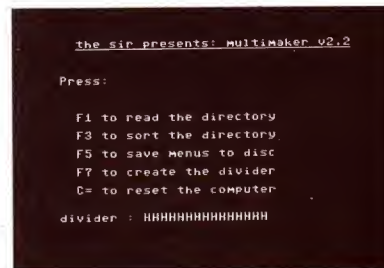 the sir presents: multimaker v2.2
Press:
F1 to read the directory
F3 to sort the directory
F5 to save menus to disc
F7 to create the divider
C= to reset the computer
divider : HHHHHHHHHHHHHHH